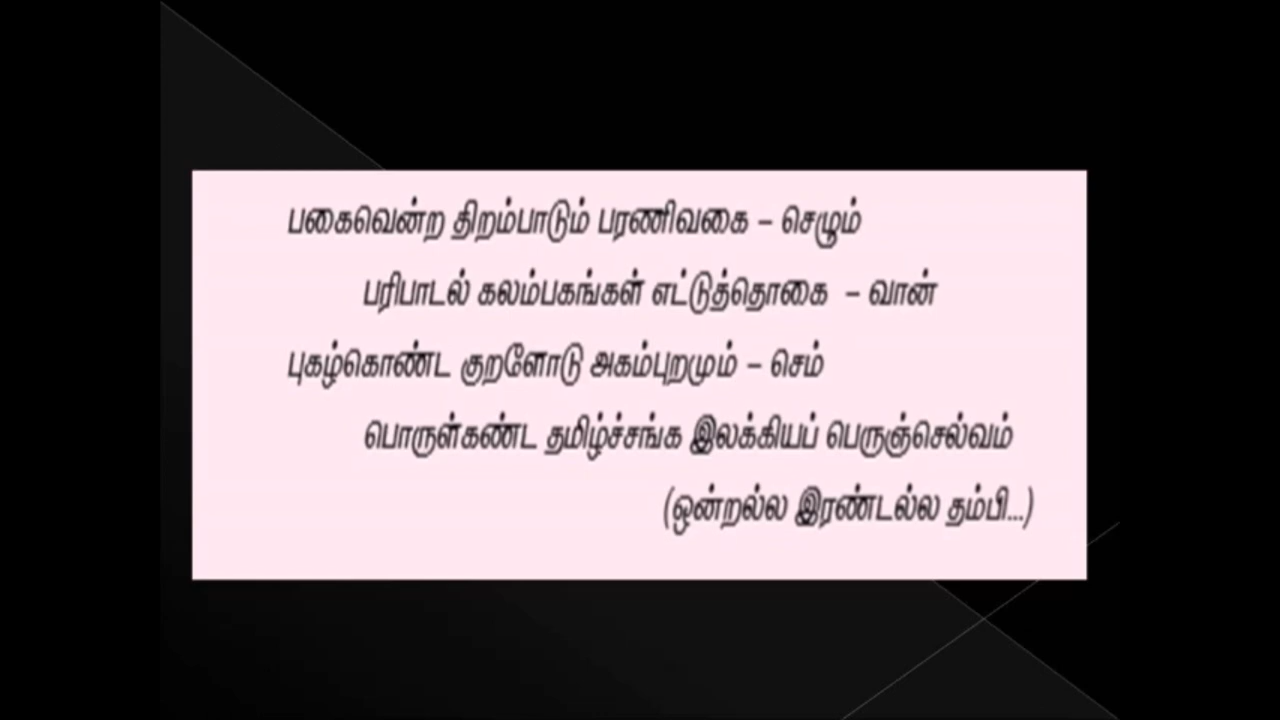 பகைவென்ற திறம்பாடும் பரணிவகை – செழும்
பரிபாடல் கலம்பகங்கள் எட்டுத்தொகை – வான்
புகழ்கொண்ட குறளோடு அகம்புறமும் – செம்
பொருள்கண்ட தமிழ்ச்சங்க இலக்கியப் பெருஞ்செல்வம்
(ஒன்றல்ல இரண்டல்ல தம்பி...)